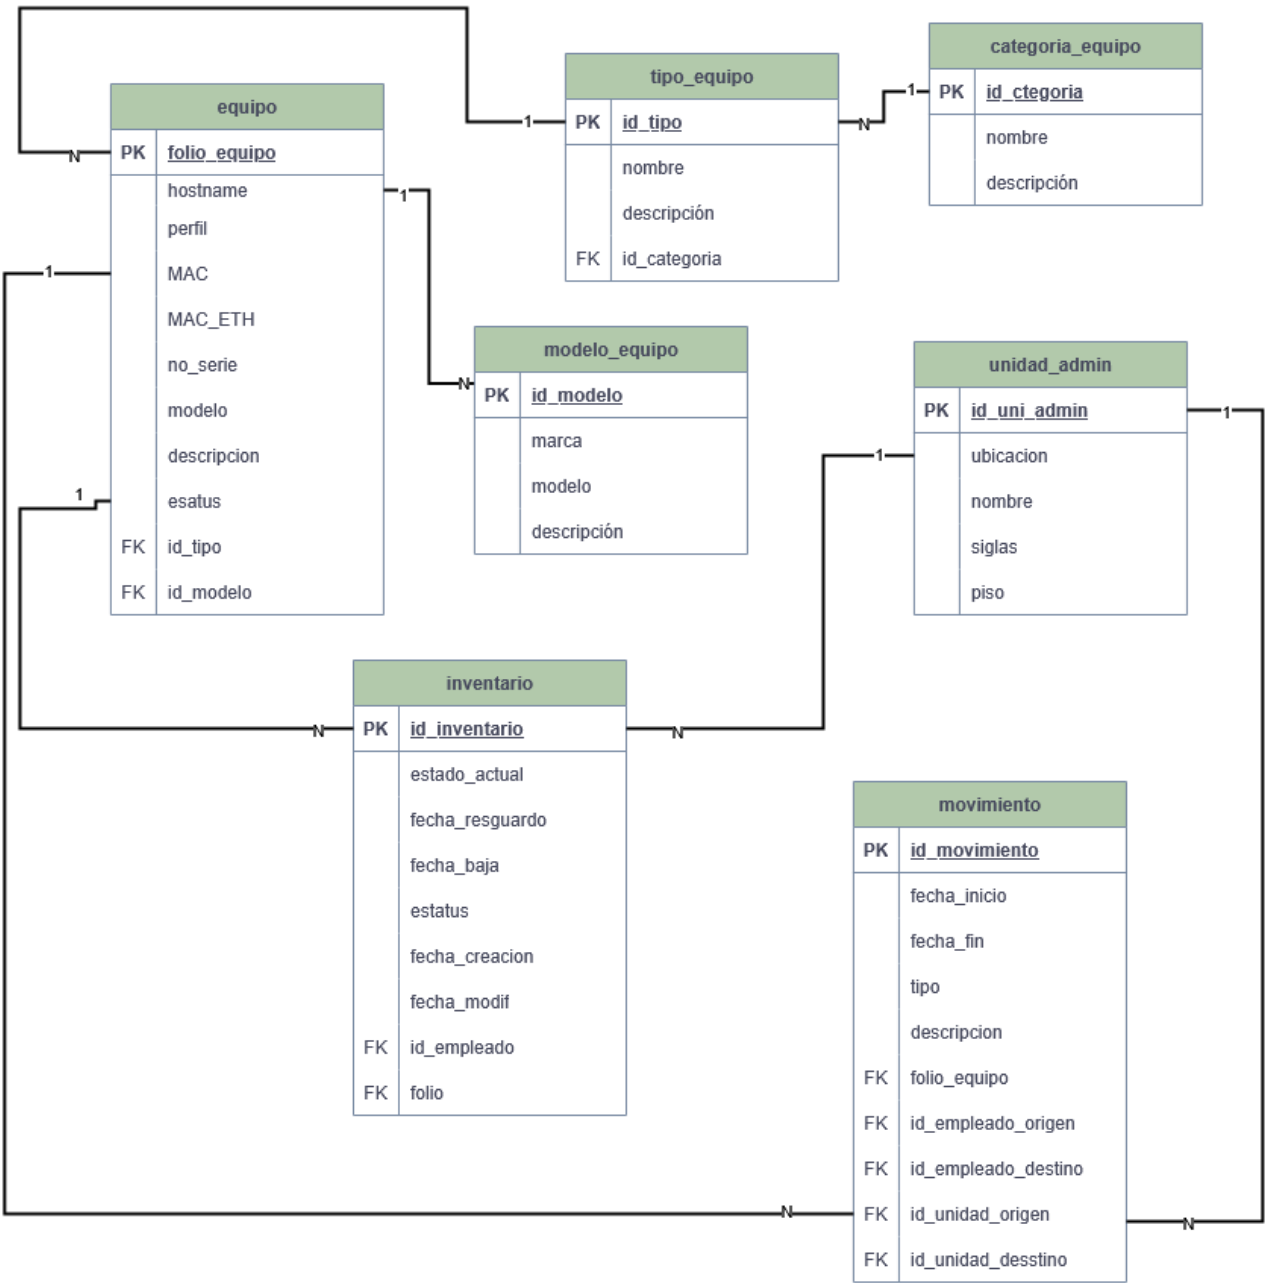 equipo
PK folio_equipo
hostname
perfil
MAC
MAC_ETH
no_serie
modelo
descripcion
esatus
FK id_tipo
FK id_modelo
tipo_equipo
PK id_tipo
nombre
descripción
FK id_categoria
categoria_equipo
PK id_ctegoria
nombre
descripción
modelo_equipo
PK id_modelo
marca
modelo
descripción
unidad_admin
PK id_uni_admin
ubicacion
nombre
siglas
piso
inventario
PK id_inventario
estado_actual
fecha_resguardo
fecha_baja
estatus
fecha_creacion
fecha_modif
FK id_empleado
FK folio
movimiento
PK id_movimiento
fecha_inicio
fecha_fin
tipo
descripcion
FK folio_equipo
FK id_empleado_origen
FK id_empleado_destino
FK id_unidad_origen
FK id_unidad_desstino
N
1
N
1
1
N
1
N
1
N
1
N
1
N